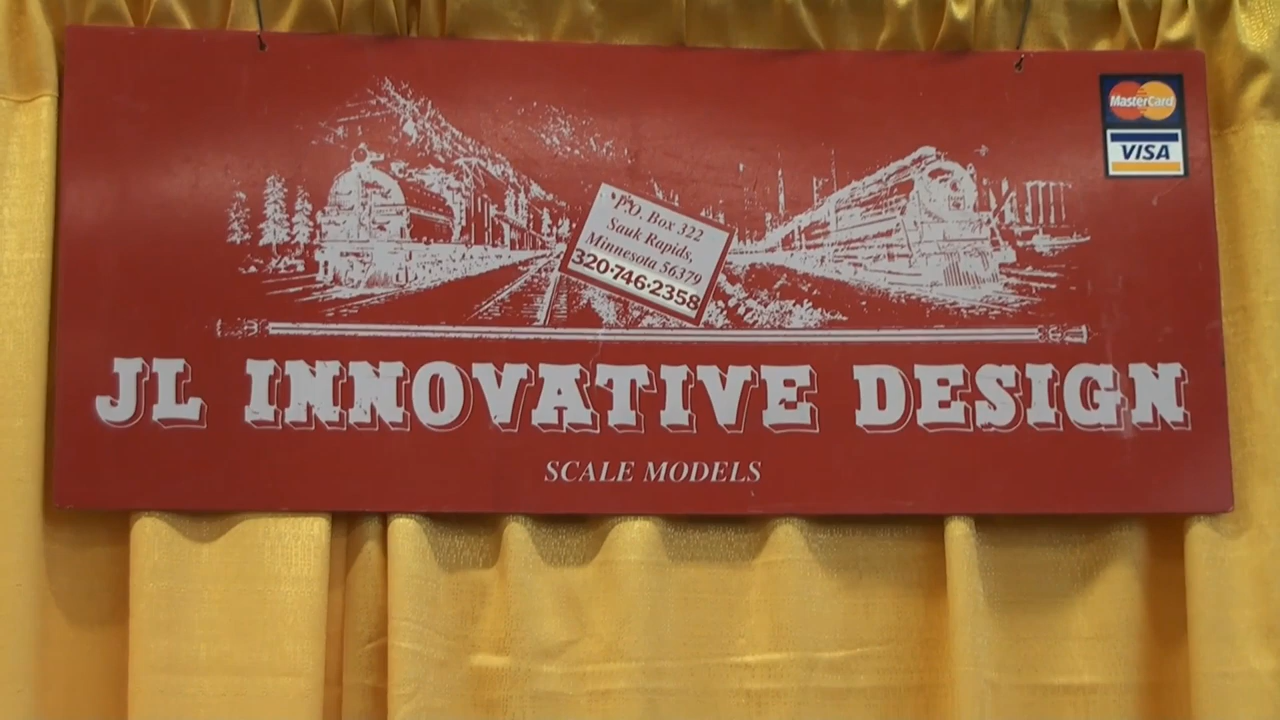 MasterCard
VISA
P.O. Box 322
Sauk Rapids,
Minnesota 56379
320·746·2358
JL INNOVATIVE DESIGN
SCALE MODELS